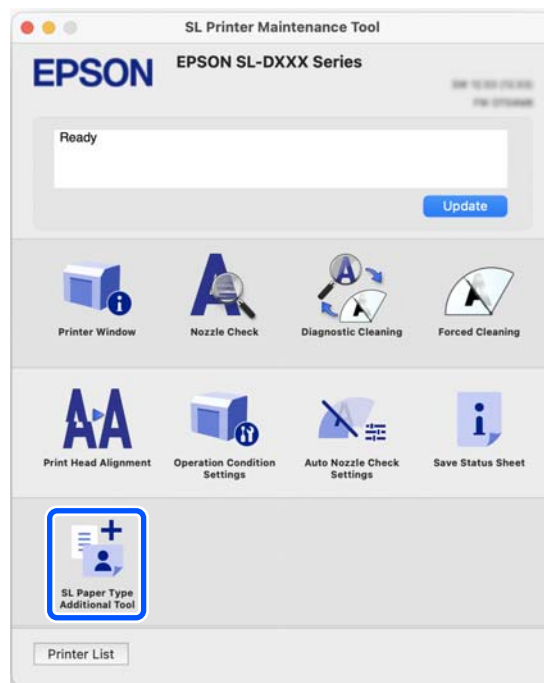 SL Printer Maintenance Tool
EPSON
EPSON SL-DXXX Series
Ready
Update
Printer Window
Nozzle Check
Diagnostic Cleaning
Forced Cleaning
Print Head Alignment
Operation Condition
Settings
Auto Nozzle Check
Settings
Save Status Sheet
SL Paper Type
Additional Tool
Printer List